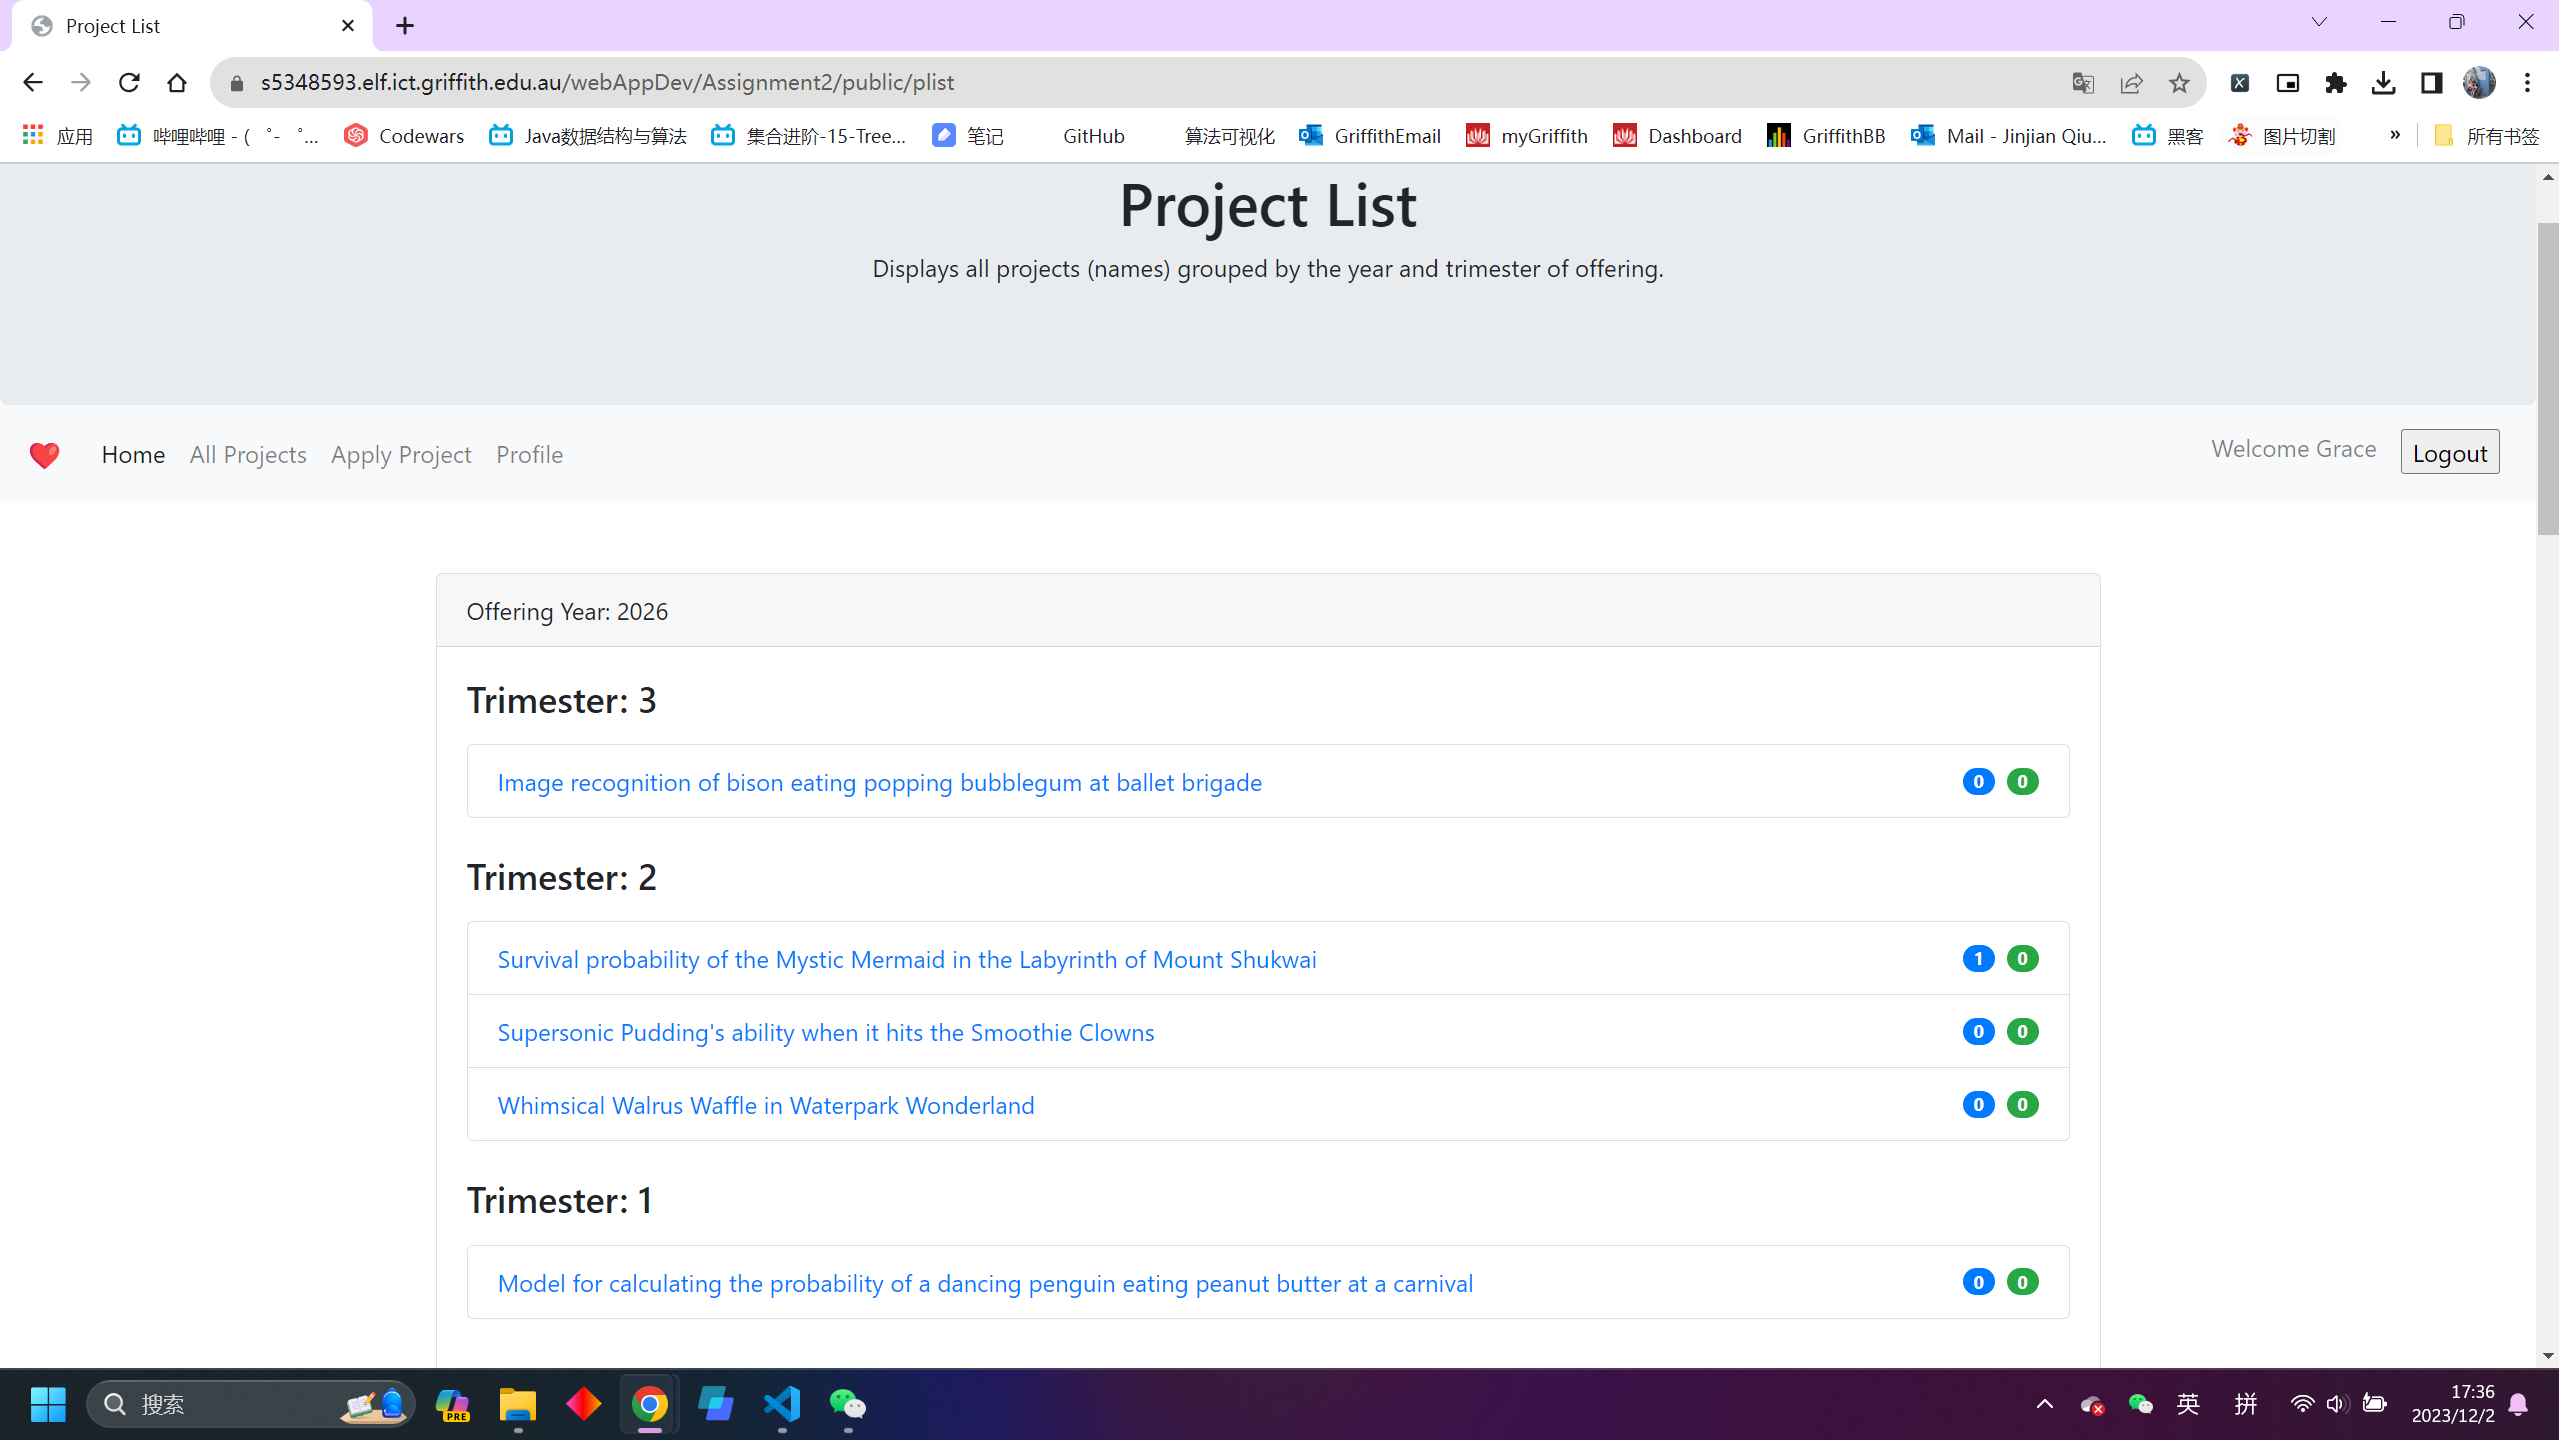 Project List
s5348593.elf.ict.griffith.edu.au/webAppDev/Assignment2/public/plist
应用 哔哩哔哩 - ( ゜- ゜... Codewars Java数据结构与算法 集合进阶-15-Tree... 笔记 GitHub 算法可视化 GriffithEmail myGriffith Dashboard GriffithBB Mail - Jinjian Qiu... 黑客 图片切割 » 所有书签
Project List
Displays all projects (names) grouped by the year and trimester of offering.
Home All Projects Apply Project Profile Welcome Grace Logout
Offering Year: 2026
Trimester: 3
Image recognition of bison eating popping bubblegum at ballet brigade 0 0
Trimester: 2
Survival probability of the Mystic Mermaid in the Labyrinth of Mount Shukwai 1 0
Supersonic Pudding's ability when it hits the Smoothie Clowns 0 0
Whimsical Walrus Waffle in Waterpark Wonderland 0 0
Trimester: 1
Model for calculating the probability of a dancing penguin eating peanut butter at a carnival 0 0
搜索 PRE 英 拼 17:36
2023/12/2